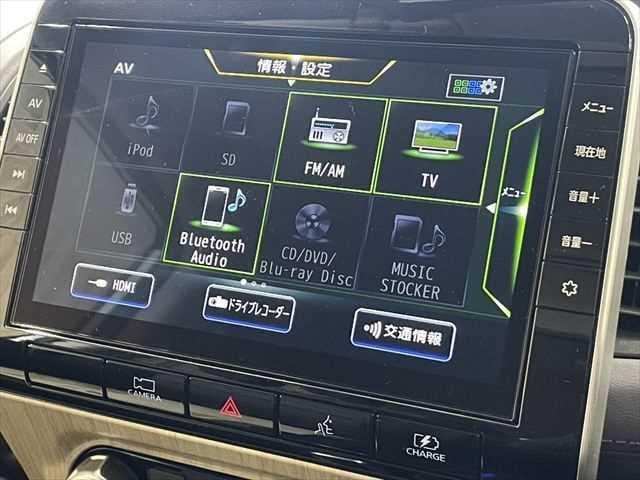 情報・設定
AV
iPod
SD
FM/AM
TV
USB
Bluetooth
Audio
CD/DVD/
Blu-ray Disc
MUSIC
STOCKER
メニュー
HDMI
ドライブレコーダー
交通情報
AV
AV OFF
メニュー
現在地
音量+
音量-
CAMERA
CHARGE